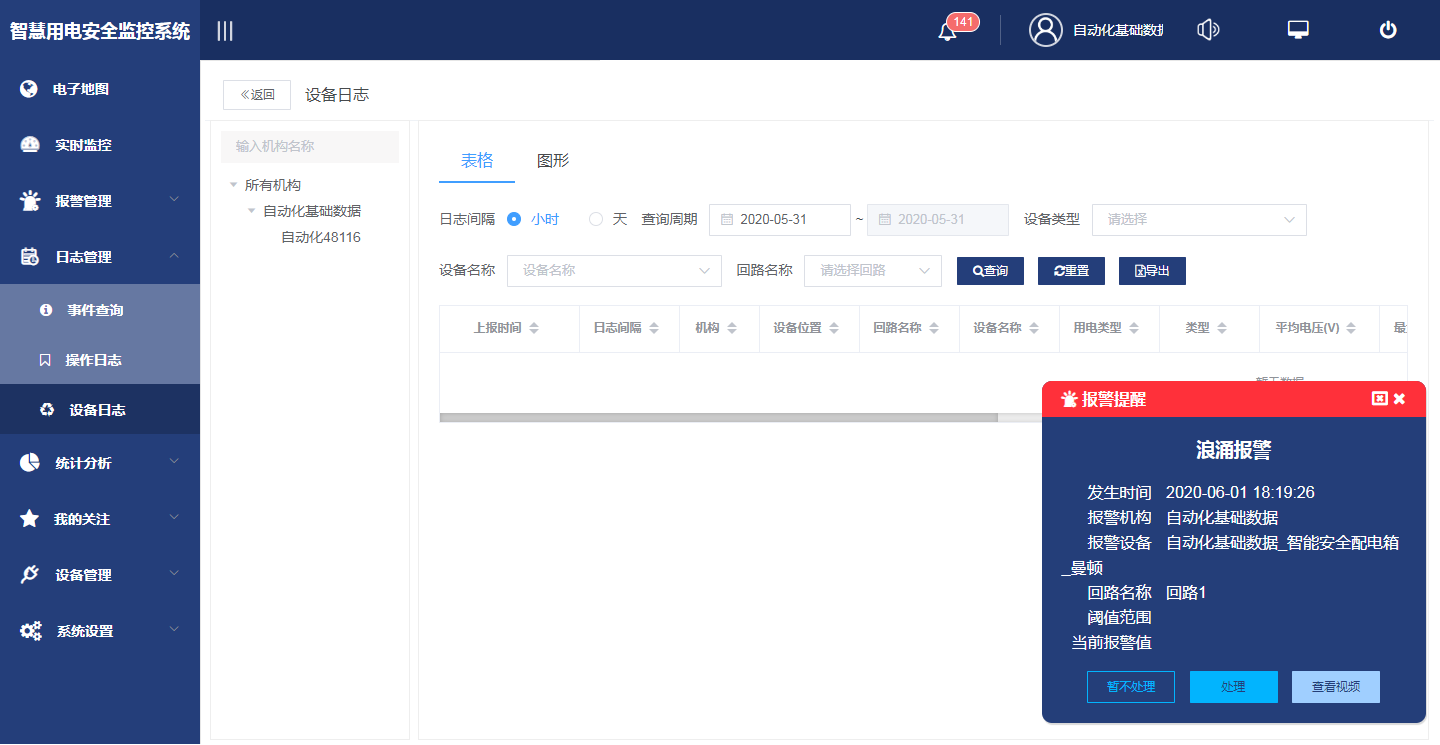 智慧用电安全监控系统
141
自动化基础数据
电子地图
实时监控
报警管理
日志管理
事件查询
操作日志
设备日志
统计分析
我的关注
设备管理
系统设置
返回
设备日志
输入机构名称
所有机构
自动化基础数据
自动化48116
表格 图形
日志间隔 小时 天 查询周期 2020-05-31 ~ 2020-05-31 设备类型 请选择
设备名称 设备名称 回路名称 请选择回路 查询 重置 导出
上报时间 日志间隔 机构 设备位置 回路名称 设备名称 用电类型 类型 平均电压(V) 最
暂无数据
报警提醒
浪涌报警
发生时间 2020-06-01 18:19:26
报警机构 自动化基础数据
报警设备 自动化基础数据_智能安全配电箱
_曼顿
回路名称 回路1
阈值范围
当前报警值
暂不处理 处理 查看视频